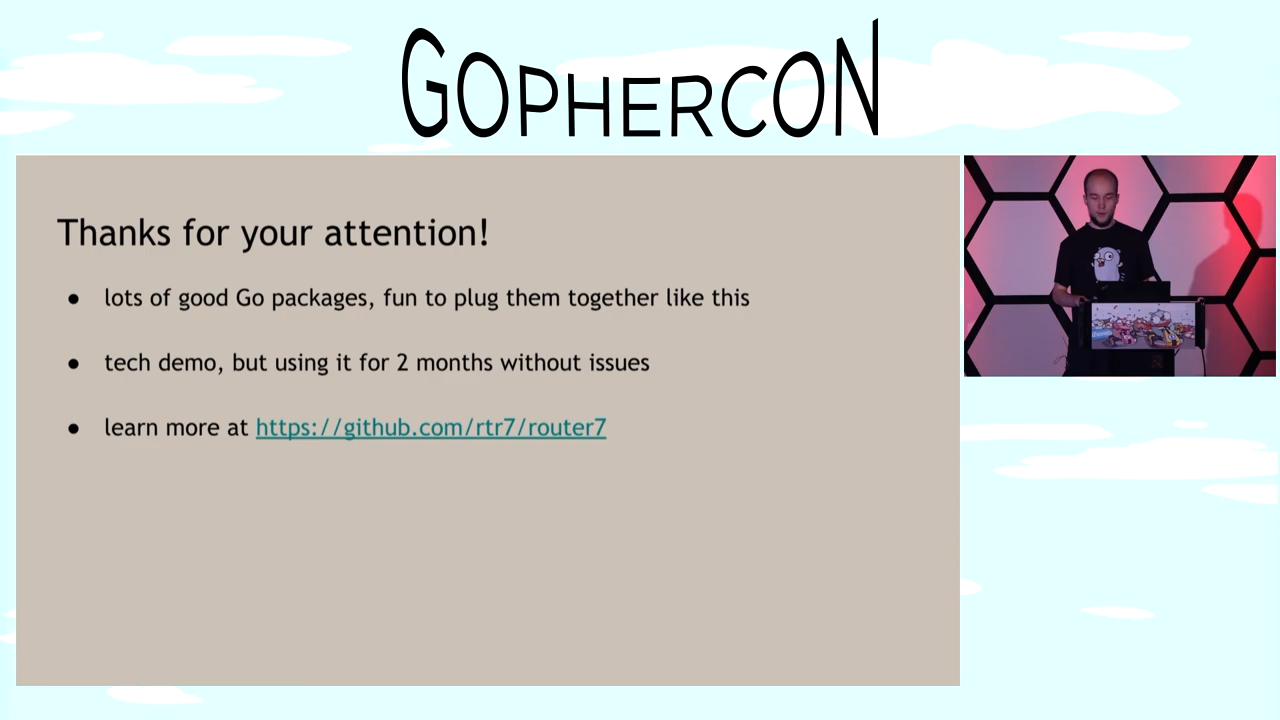 GOPHERCON
Thanks for your attention!
● lots of good Go packages, fun to plug them together like this
● tech demo, but using it for 2 months without issues
● learn more at https://github.com/rtr7/router7